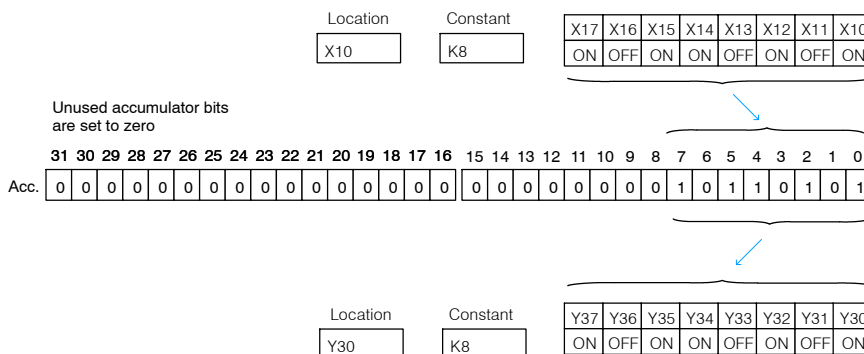 Location Constant
X10 K8
X17 X16 X15 X14 X13 X12 X11 X10
ON OFF ON ON OFF ON OFF ON
Unused accumulator bits
are set to zero
31 30 29 28 27 26 25 24 23 22 21 20 19 18 17 16 15 14 13 12 11 10 9 8 7 6 5 4 3 2 1 0
Acc. 0 0 0 0 0 0 0 0 0 0 0 0 0 0 0 0 0 0 0 0 0 0 0 0 1 0 1 1 0 1 0 1
Location Constant
Y30 K8
Y37 Y36 Y35 Y34 Y33 Y32 Y31 Y30
ON OFF ON ON OFF ON OFF ON